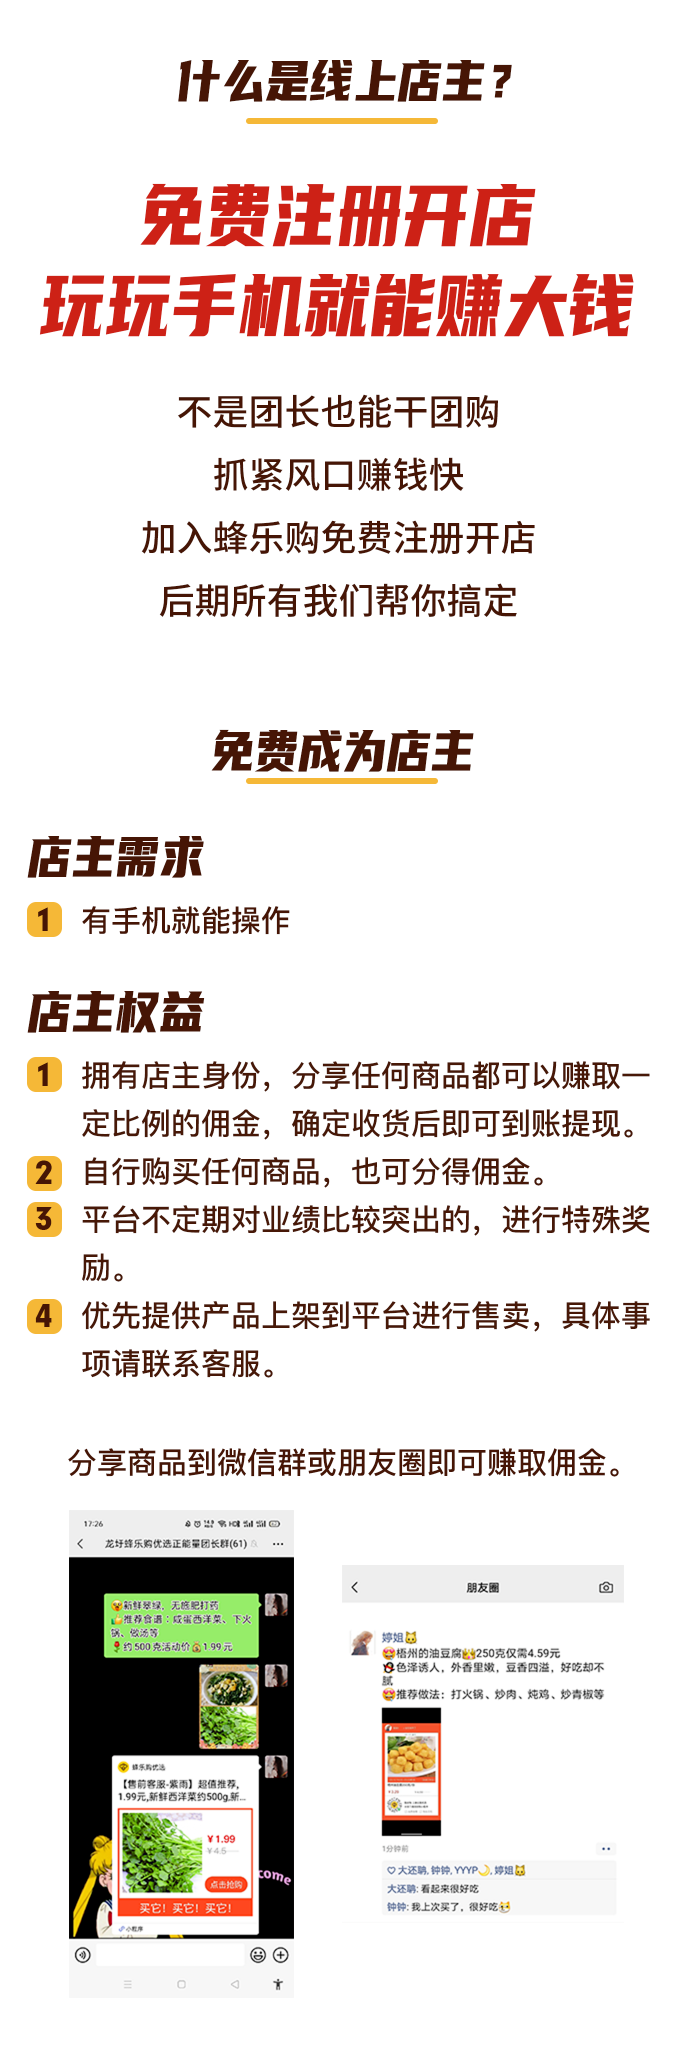 什么是线上店主？
免费注册开店
玩玩手机就能赚大钱
不是团长也能干团购
抓紧风口赚钱快
加入蜂乐购免费注册开店
后期所有我们帮你搞定
免费成为店主
店主需求
1 有手机就能操作
店主权益
1 拥有店主身份，分享任何商品都可以赚取一
定比例的佣金，确定收货后即可到账提现。
2 自行购买任何商品，也可分得佣金。
3 平台不定期对业绩比较突出的，进行特殊奖
励。
4 优先提供产品上架到平台进行售卖，具体事
项请联系客服。
分享商品到微信群或朋友圈即可赚取佣金。
17:26
龙圩蜂乐购优选正能量团长群(61)
新鲜翠绿，无底肥打药
推荐食谱：咸蛋西洋菜、下火
锅、做汤等
约500克活动价💰1.99元
蜂乐购优选
【售前客服-紫雨】超值推荐，
1.99元,新鲜西洋菜约500g,新...
¥1.99
¥4.5
点击抢购
买它！买它！买它！
小程序
come
朋友圈
婷姐🐱
梧州的油豆腐250克仅需4.59元
色泽诱人，外香里嫩，豆香四溢，好吃却不
腻
推荐做法：打火锅、炒肉、炖鸡、炒青椒等
1分钟前
大还聃, 钟钟, YYYP🌙, 婷姐🐱
大还聃: 看起来很好吃
钟钟: 我上次买了，很好吃